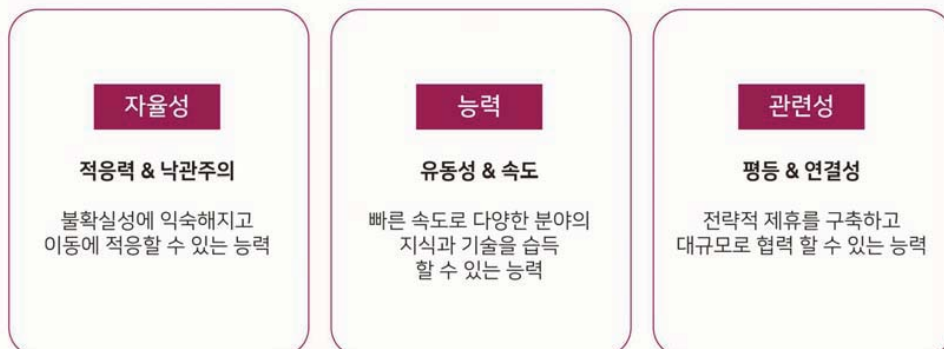 자율성
적응력 & 낙관주의
불확실성에 익숙해지고
이동에 적응할 수 있는 능력
능력
유동성 & 속도
빠른 속도로 다양한 분야의
지식과 기술을 습득
할 수 있는 능력
관련성
평등 & 연결성
전략적 제휴를 구축하고
대규모로 협력 할 수 있는 능력